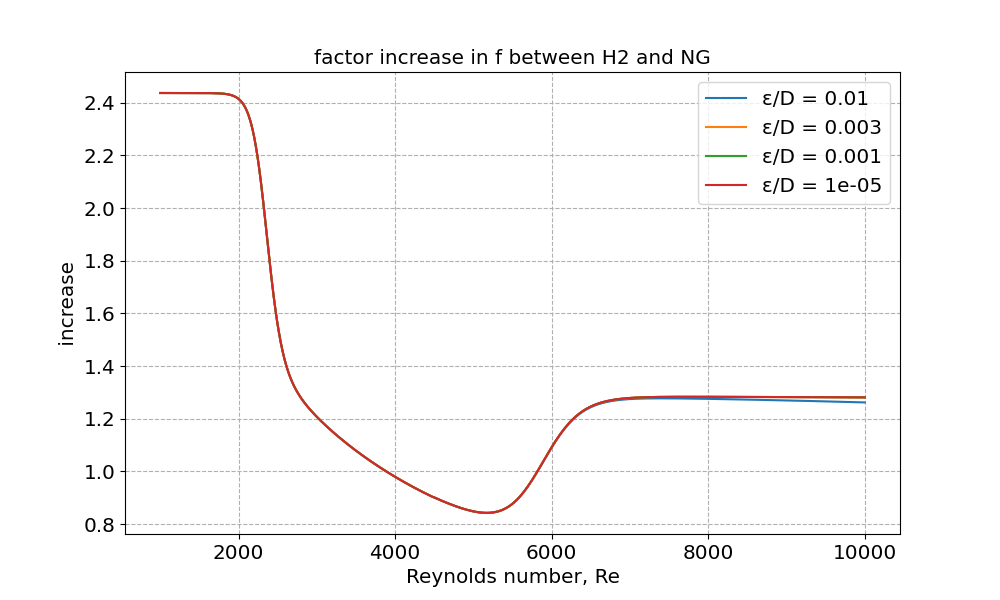 factor increase in f between H2 and NG
ε/D = 0.01
ε/D = 0.003
ε/D = 0.001
ε/D = 1e-05
increase
2.4
2.2
2.0
1.8
1.6
1.4
1.2
1.0
0.8
2000 4000 6000 8000 10000
Reynolds number, Re